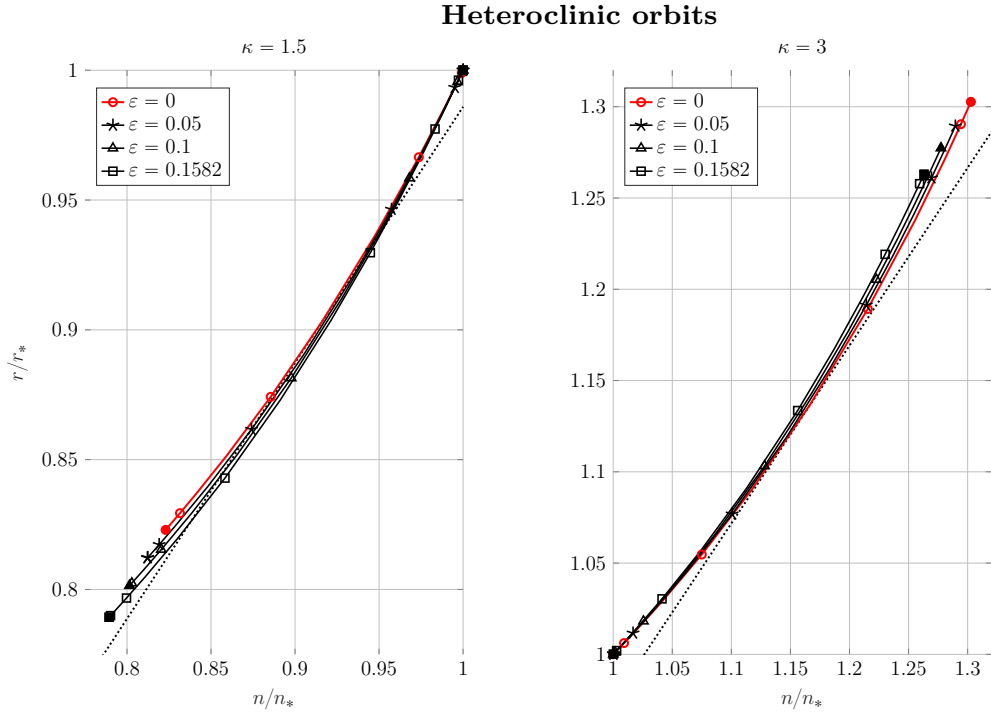 Heteroclinic orbits
κ = 1.5
ε = 0
ε = 0.05
ε = 0.1
ε = 0.1582
1
0.95
0.9
0.85
0.8
r/r*
0.8 0.85 0.9 0.95 1
n/n*
κ = 3
ε = 0
ε = 0.05
ε = 0.1
ε = 0.1582
1.3
1.25
1.2
1.15
1.1
1.05
1
1 1.05 1.1 1.15 1.2 1.25 1.3
n/n*